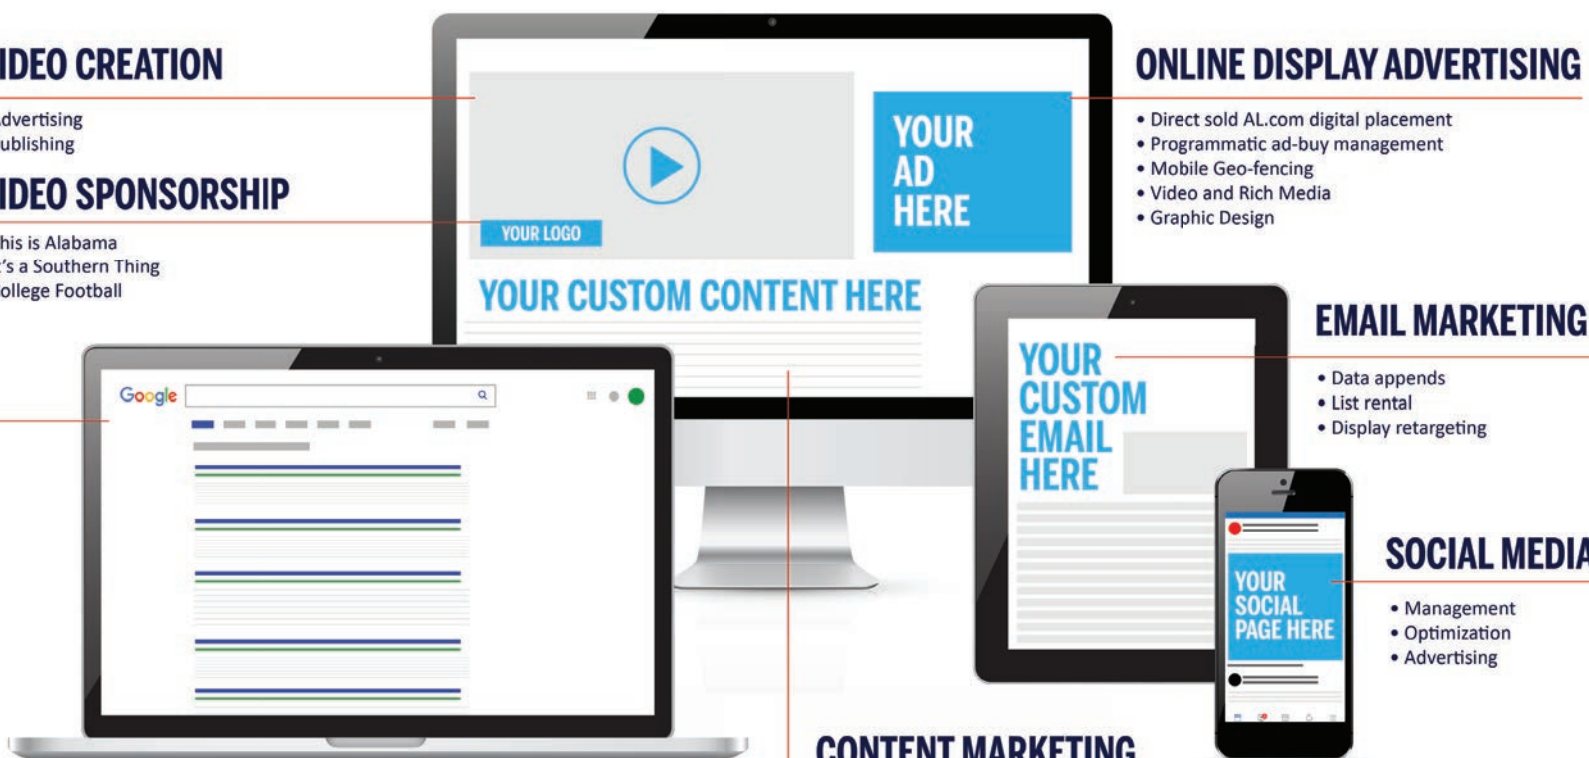 IDEO CREATION
dvertising
ublishing
IDEO SPONSORSHIP
his is Alabama
's a Southern Thing
ollege Football
YOUR LOGO
YOUR
AD
HERE
YOUR CUSTOM CONTENT HERE
ONLINE DISPLAY ADVERTISING
• Direct sold AL.com digital placement
• Programmatic ad-buy management
• Mobile Geo-fencing
• Video and Rich Media
• Graphic Design
Google
YOUR
CUSTOM
EMAIL
HERE
EMAIL MARKETING
• Data appends
• List rental
• Display retargeting
YOUR
SOCIAL
PAGE HERE
SOCIAL MEDIA
• Management
• Optimization
• Advertising
CONTENT MARKETING